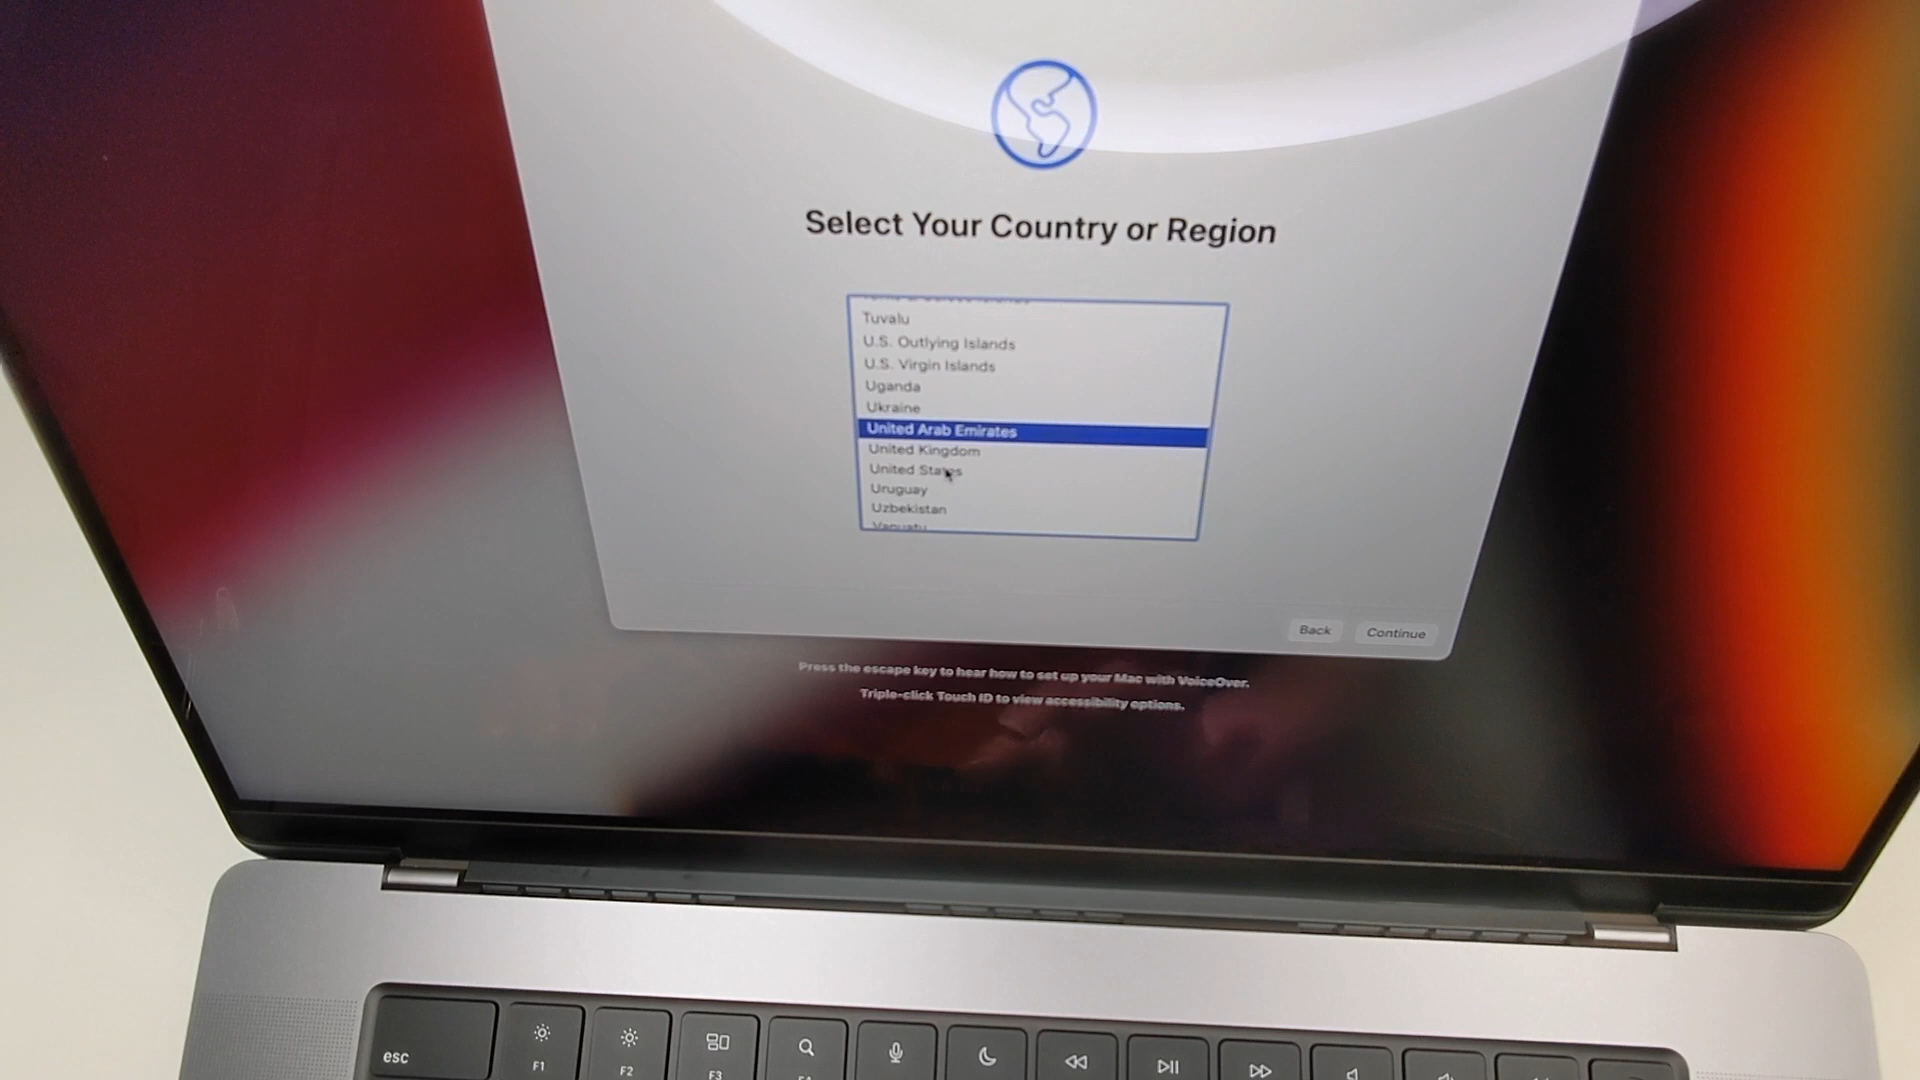 Select Your Country or Region
Tuvalu
U.S. Outlying Islands
U.S. Virgin Islands
Uganda
Ukraine
United Arab Emirates
United Kingdom
United States
Uruguay
Uzbekistan
Vanuatu
Back
Continue
Press the escape key to hear how to set up your Mac with VoiceOver.
Triple-click Touch ID to view accessibility options.
esc
F1
F2
F3